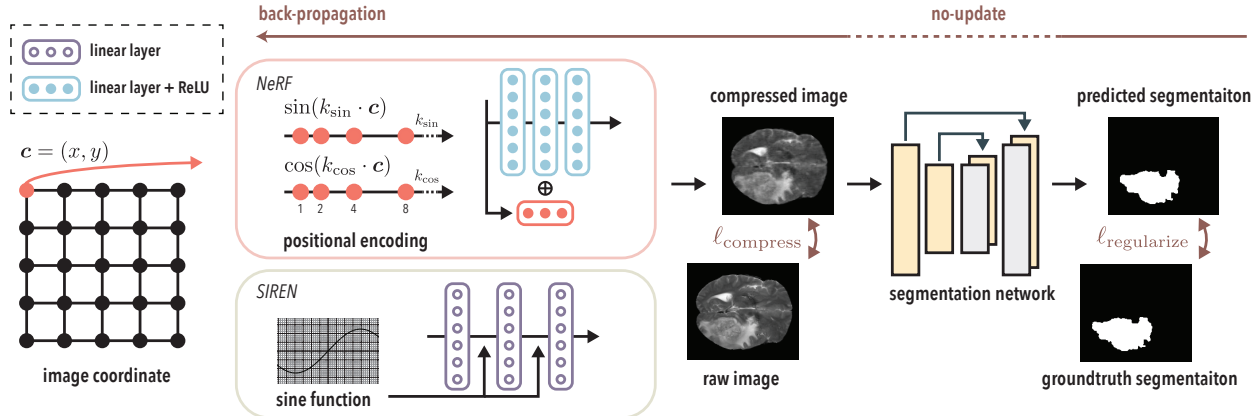 back-propagation
no-update
linear layer
linear layer + ReLU
c = (x, y)
image coordinate
NeRF
sin(k_sin · c)
k_sin
cos(k_cos · c)
k_cos
1 2 4 8
positional encoding
⊕
SIREN
sine function
compressed image
ℓ_compress
raw image
segmentation network
predicted segmentaiton
ℓ_regularize
groundtruth segmentaiton